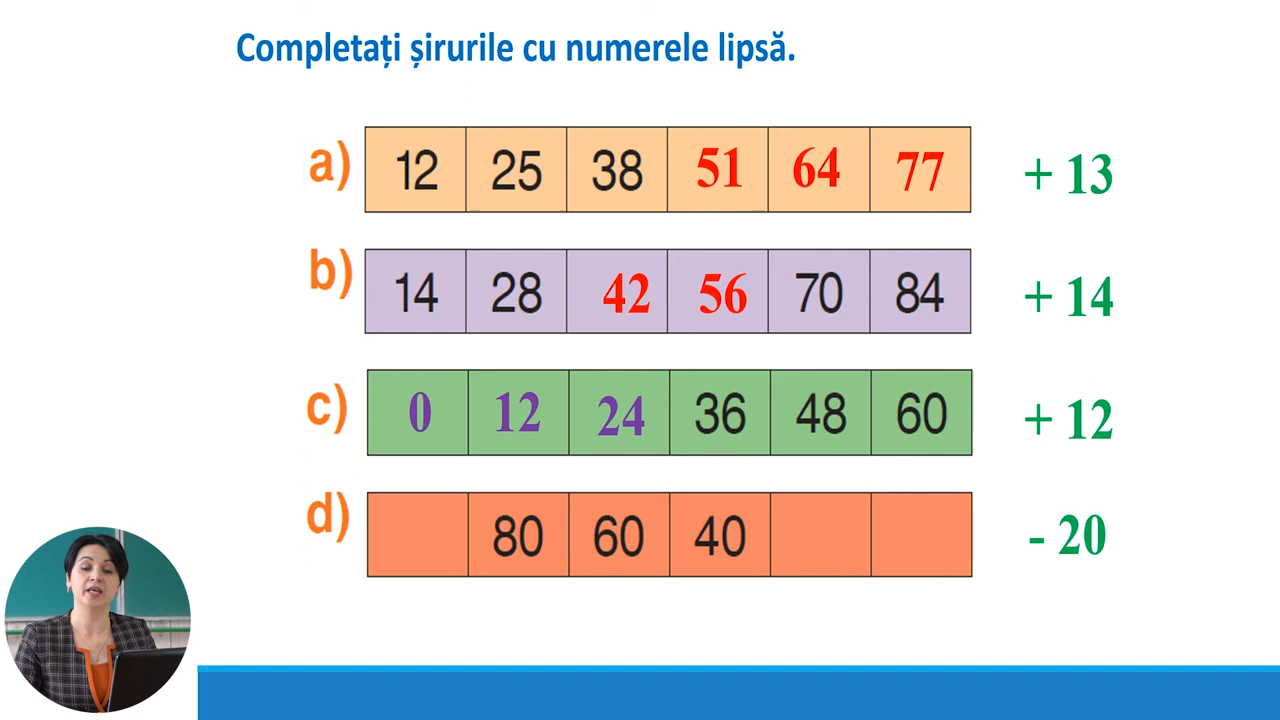 Completați șirurile cu numerele lipsă.
a) 12 25 38 51 64 77 + 13
b) 14 28 42 56 70 84 + 14
c) 0 12 24 36 48 60 + 12
d) 80 60 40 - 20